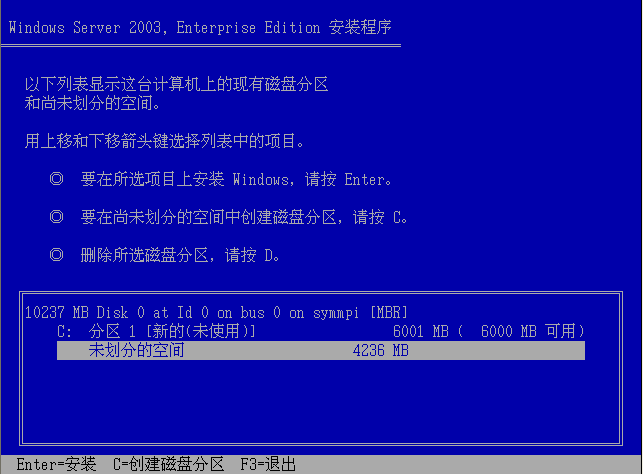 Windows Server 2003, Enterprise Edition 安装程序
以下列表显示这台计算机上的现有磁盘分区
和尚未划分的空间。
用上移和下移箭头键选择列表中的项目。
◎ 要在所选项目上安装 Windows，请按 Enter。
◎ 要在尚未划分的空间中创建磁盘分区，请按 C。
◎ 删除所选磁盘分区，请按 D。
10237 MB Disk 0 at Id 0 on bus 0 on symmpi [MBR]
C: 分区 1 [新的(未使用)] 6001 MB ( 6000 MB 可用)
未划分的空间 4236 MB
Enter=安装 C=创建磁盘分区 F3=退出